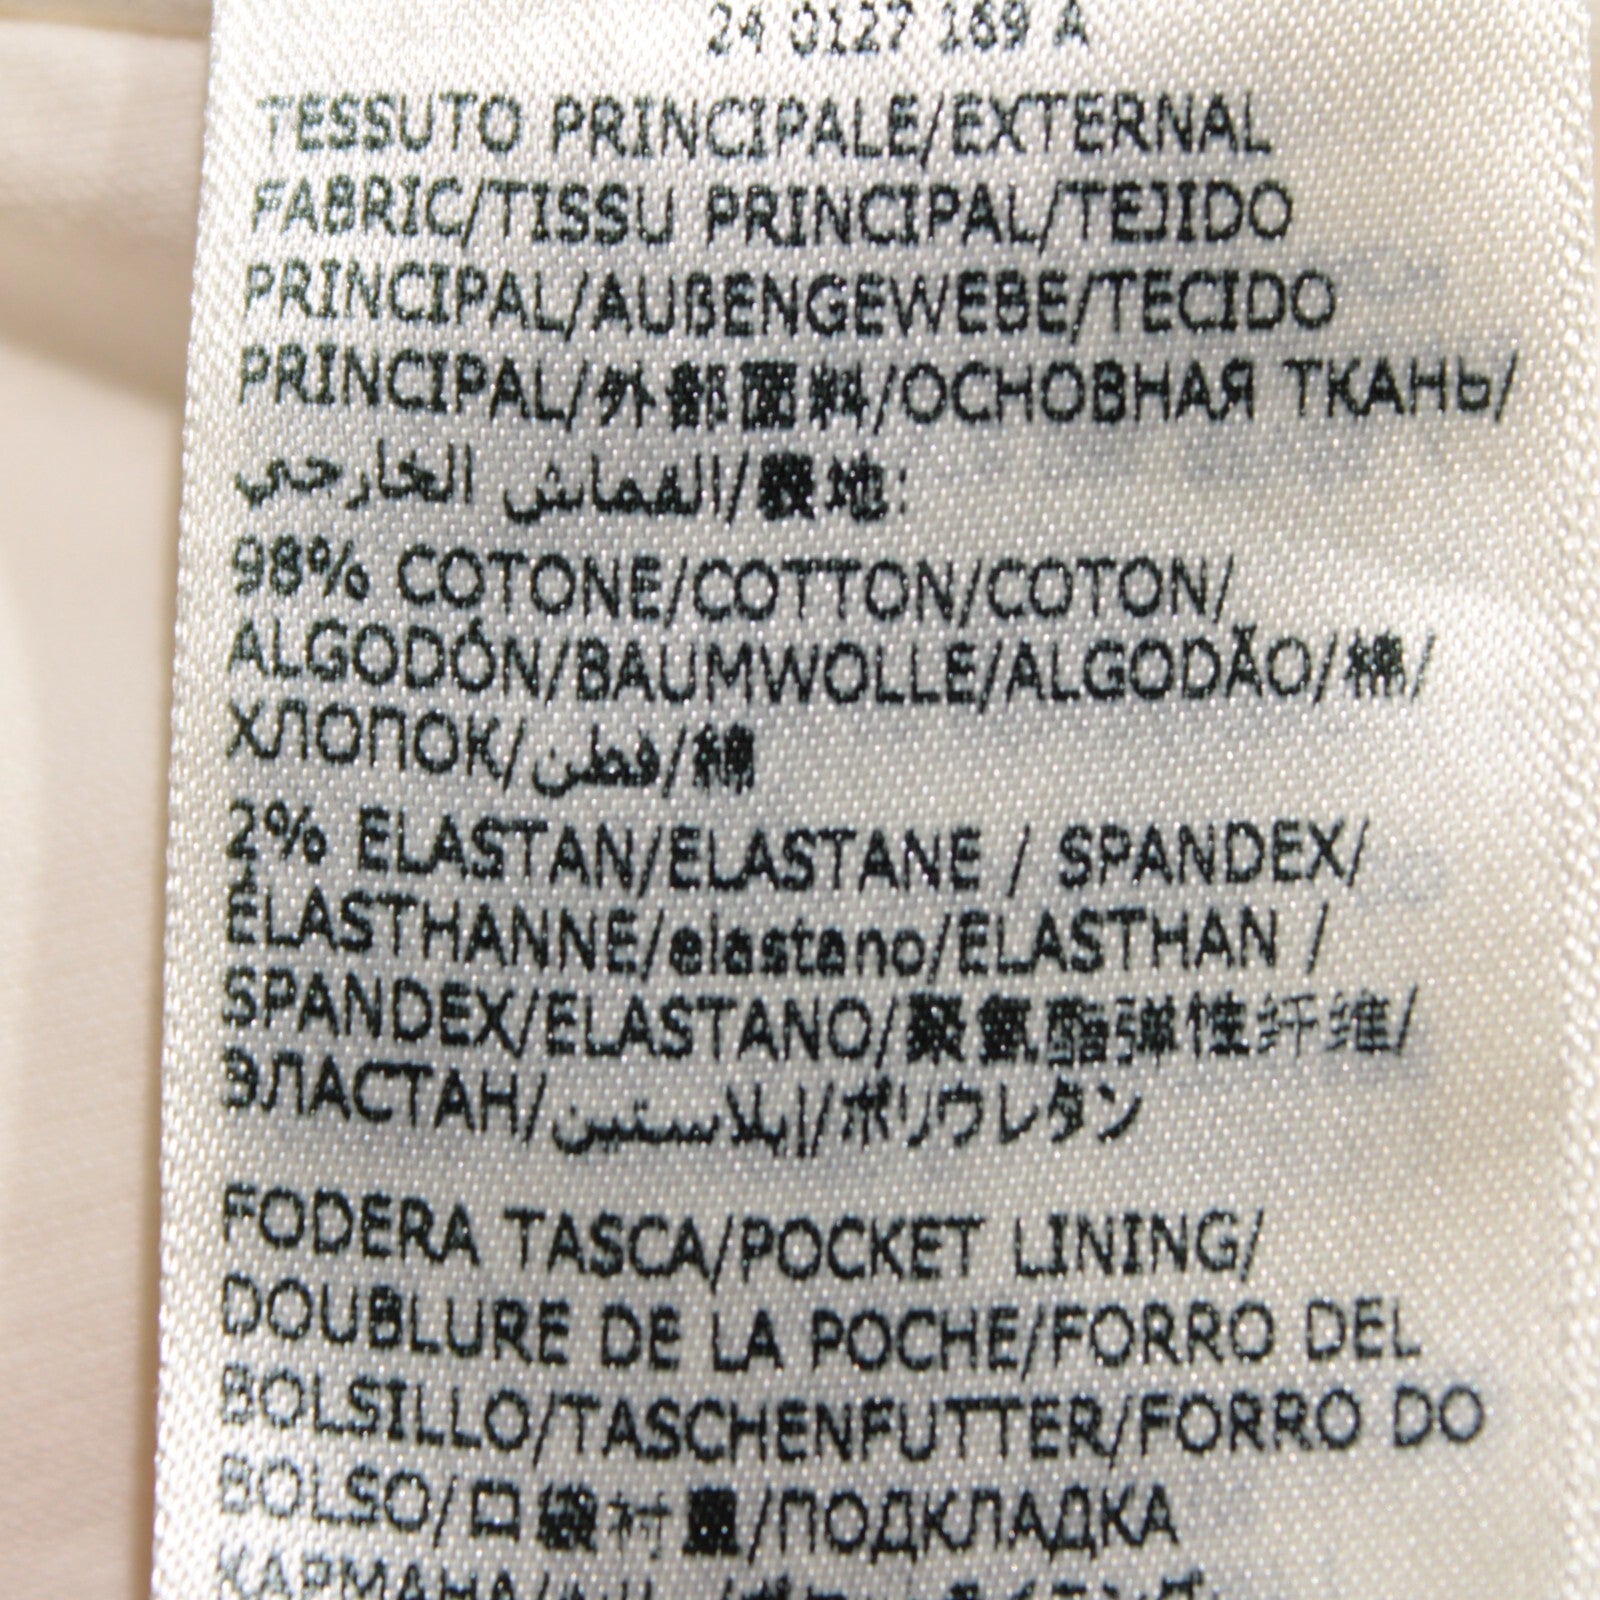 24 0127 169 A
TESSUTO PRINCIPALE/EXTERNAL
FABRIC/TISSU PRINCIPAL/TEJIDO
PRINCIPAL/AUßENGEWEBE/TECIDO
PRINCIPAL/外部面料/ОСНОВНАЯ ТКАНЬ/
القماش الخارجي/表地:
98% COTONE/COTTON/COTON/
ALGODÓN/BAUMWOLLE/ALGODÃO/棉/
ХЛОПОК/قطن/綿
2% ELASTAN/ELASTANE / SPANDEX/
ÉLASTHANNE/elastano/ELASTHAN /
SPANDEX/ELASTANO/聚氨酯弹性纤维/
ЭЛАСТАН/إيلاستين/ポリウレタン
FODERA TASCA/POCKET LINING/
DOUBLURE DE LA POCHE/FORRO DEL
BOLSILLO/TASCHENFUTTER/FORRO DO
BOLSO/口袋衬里/ПОДКЛАДКА
КАРМАНА/